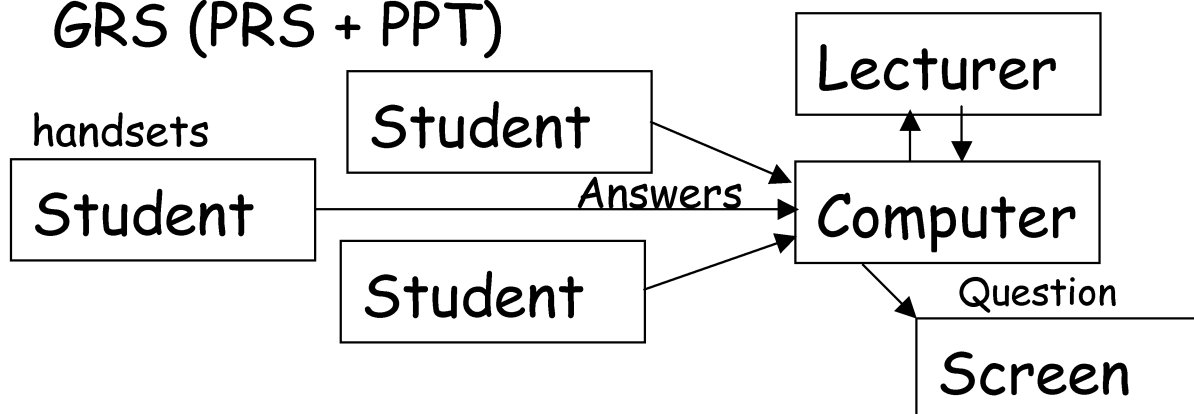 GRS (PRS + PPT)
Lecturer
Student
handsets
Student
Answers
Computer
Student
Question
Screen